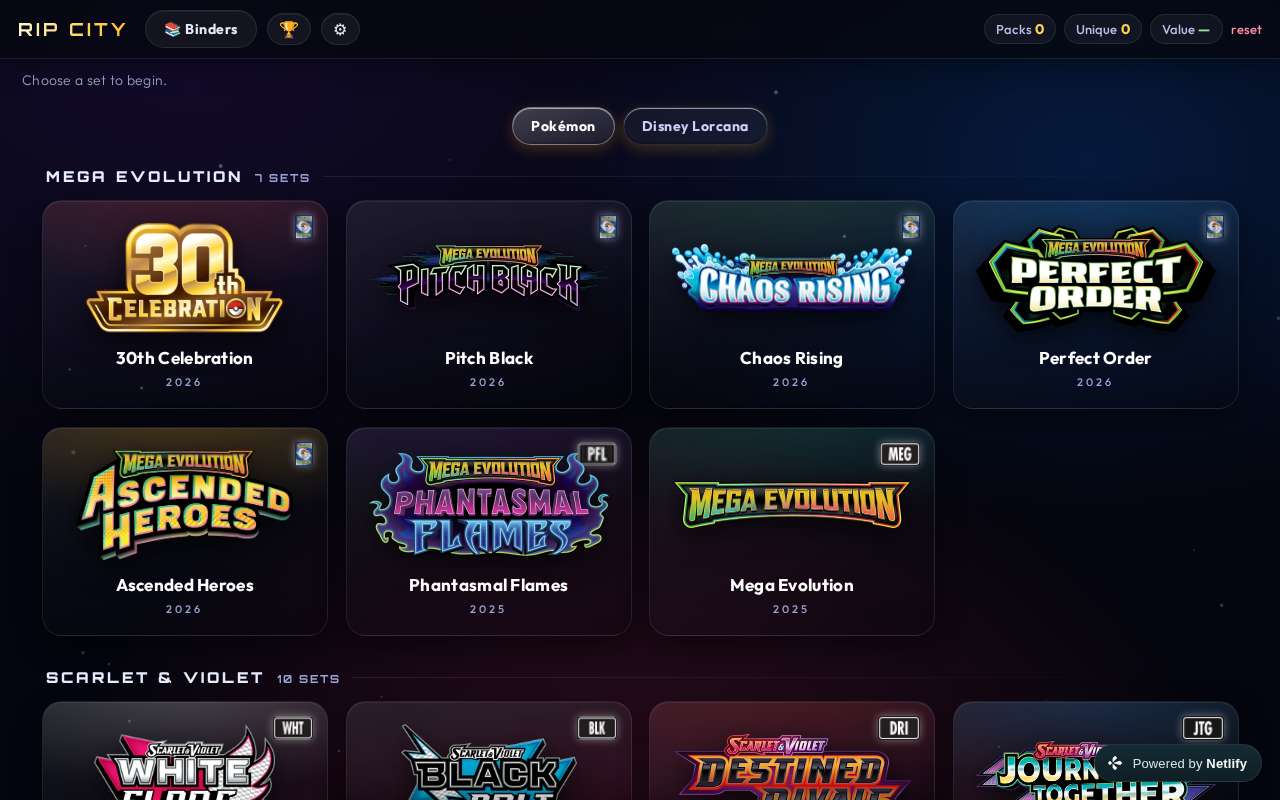 RIP CITY
📚 Binders
🏆
⚙
Packs 0
Unique 0
Value —
reset
Choose a set to begin.
Pokémon
Disney Lorcana
MEGA EVOLUTION 7 SETS
30th
CELEBRATION
30th Celebration
2026
MEGA EVOLUTION
PITCH BLACK
Pitch Black
2026
MEGA EVOLUTION
CHAOS RISING
Chaos Rising
2026
MEGA EVOLUTION
PERFECT
ORDER
Perfect Order
2026
MEGA EVOLUTION
ASCENDED
HEROES
Ascended Heroes
2026
PFL
MEGA EVOLUTION
PHANTASMAL
FLAMES
Phantasmal Flames
2025
MEG
MEGA EVOLUTION
Mega Evolution
2025
SCARLET & VIOLET 10 SETS
WHT
SCARLET & VIOLET
WHITE
BLK
SCARLET & VIOLET
BLACK
DRI
SCARLET & VIOLET
DESTINED
JTG
TOGETHER
Powered by Netlify